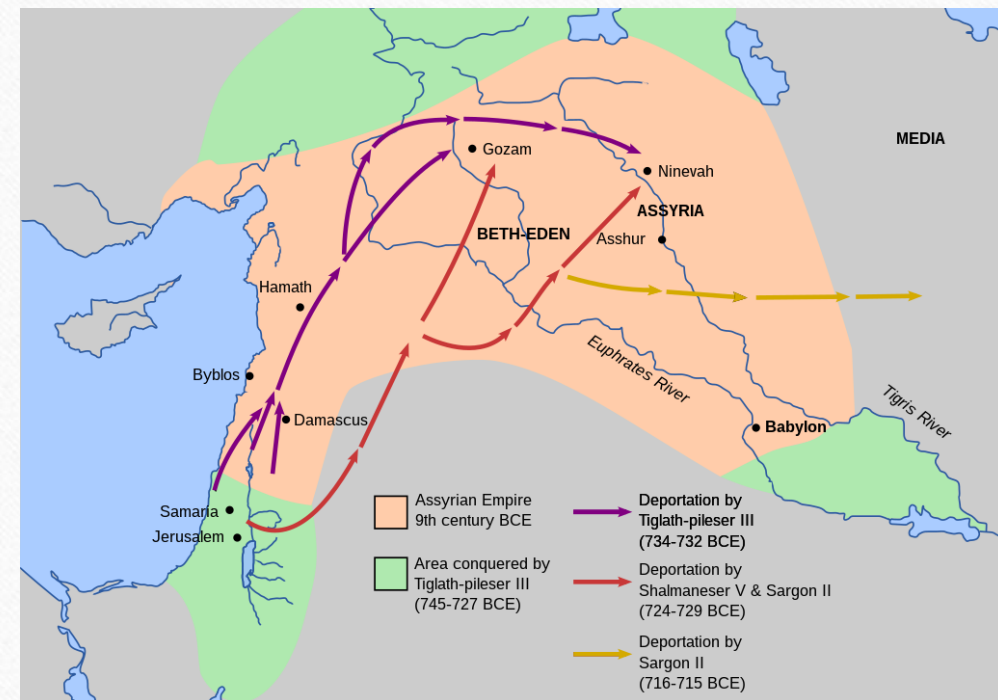 MEDIA
Gozam
Ninevah
ASSYRIA
BETH-EDEN
Asshur
Hamath
Euphrates River
Byblos
Tigris River
Damascus
Babylon
Samaria
Jerusalem
Assyrian Empire
9th century BCE
Area conquered by
Tiglath-pileser III
(745-727 BCE)
Deportation by
Tiglath-pileser III
(734-732 BCE)
Deportation by
Shalmaneser V & Sargon II
(724-729 BCE)
Deportation by
Sargon II
(716-715 BCE)